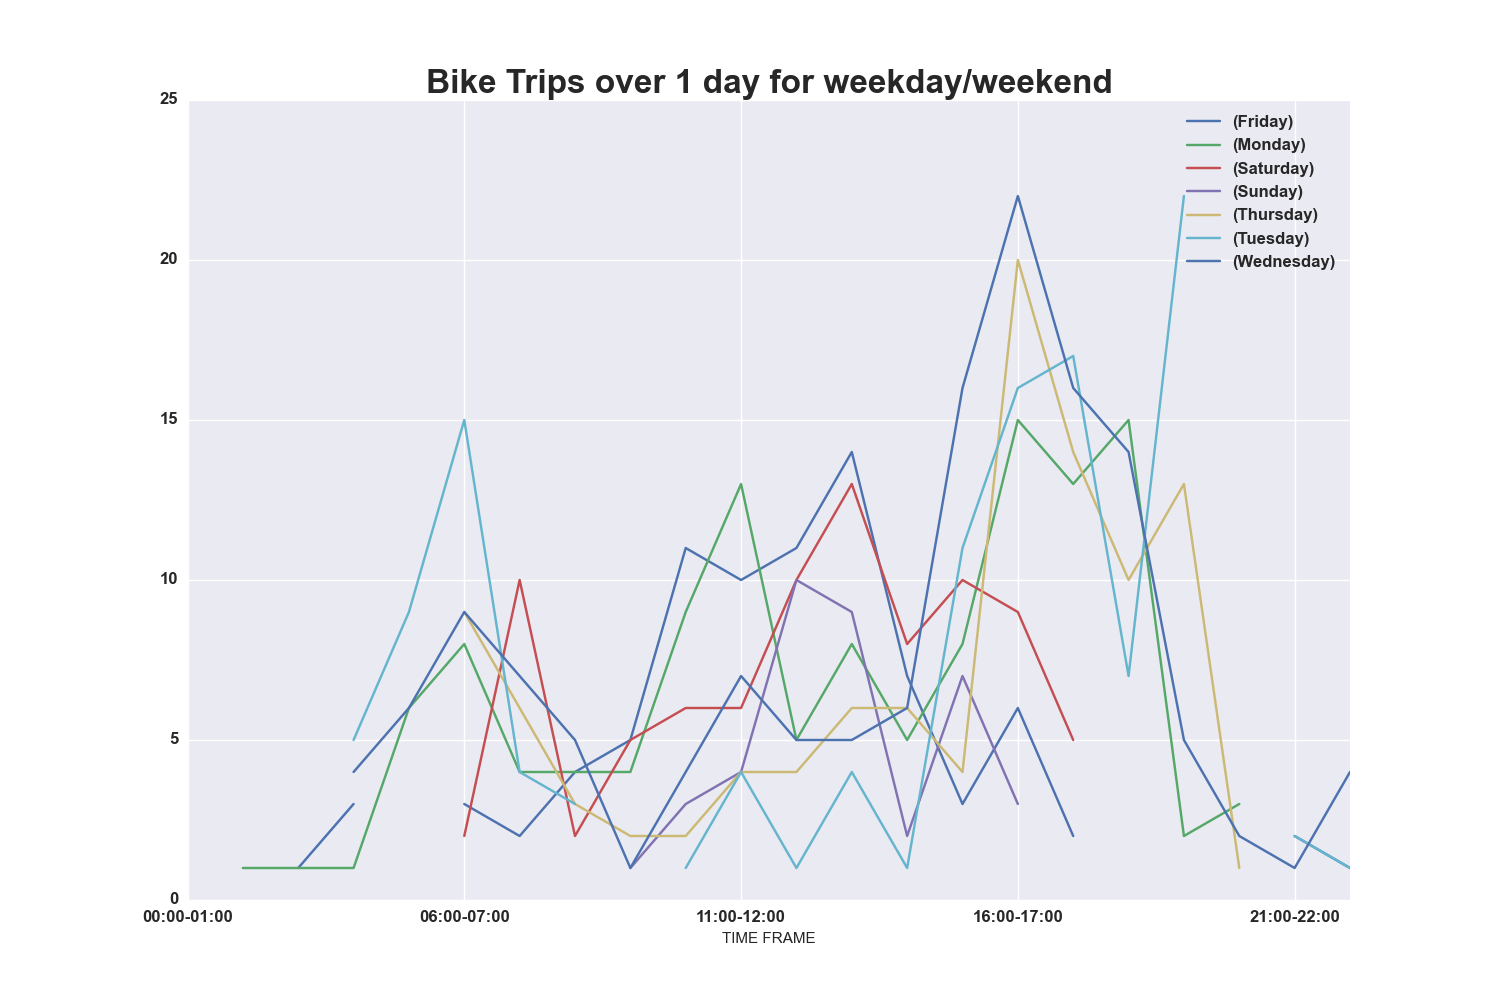 Bike Trips over 1 day for weekday/weekend
25
20
15
10
5
0
(Friday)
(Monday)
(Saturday)
(Sunday)
(Thursday)
(Tuesday)
(Wednesday)
00:00-01:00 06:00-07:00 11:00-12:00 16:00-17:00 21:00-22:00
TIME FRAME